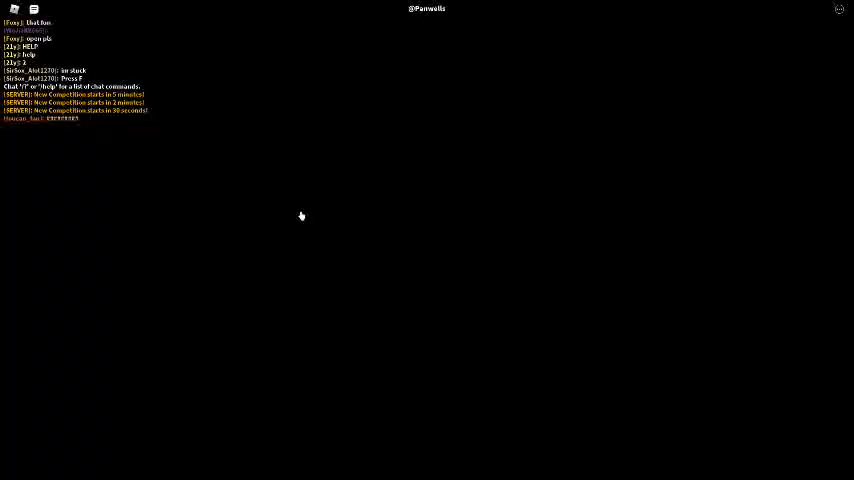 @Panwells
[Foxy]: that fun
[Foxy]: open pls
[21y]: HELP
[21y]: help
[21y]: 2
[SirSox_Alot1270]: im stuck
[SirSox_Alot1270]: Press F
Chat '/?' or '/help' for a list of chat commands.
[SERVER]: New Competition starts in 5 minutes!
[SERVER]: New Competition starts in 2 minutes!
[SERVER]: New Competition starts in 30 seconds!